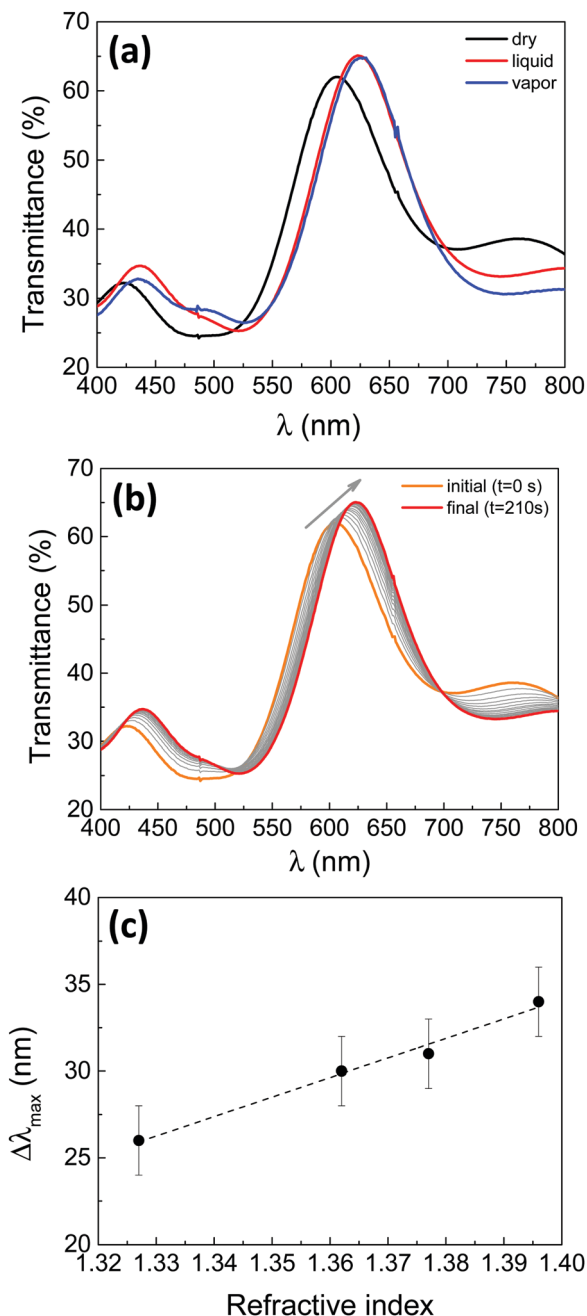 (a)
dry
liquid
vapor
70
60
50
40
30
20
Transmittance (%)
400 450 500 550 600 650 700 750 800
λ (nm)
(b)
initial (t=0 s)
final (t=210s)
70
60
50
40
30
20
Transmittance (%)
400 450 500 550 600 650 700 750 800
λ (nm)
(c)
40
35
30
25
20
Δλmax (nm)
1.32 1.33 1.34 1.35 1.36 1.37 1.38 1.39 1.40
Refractive index